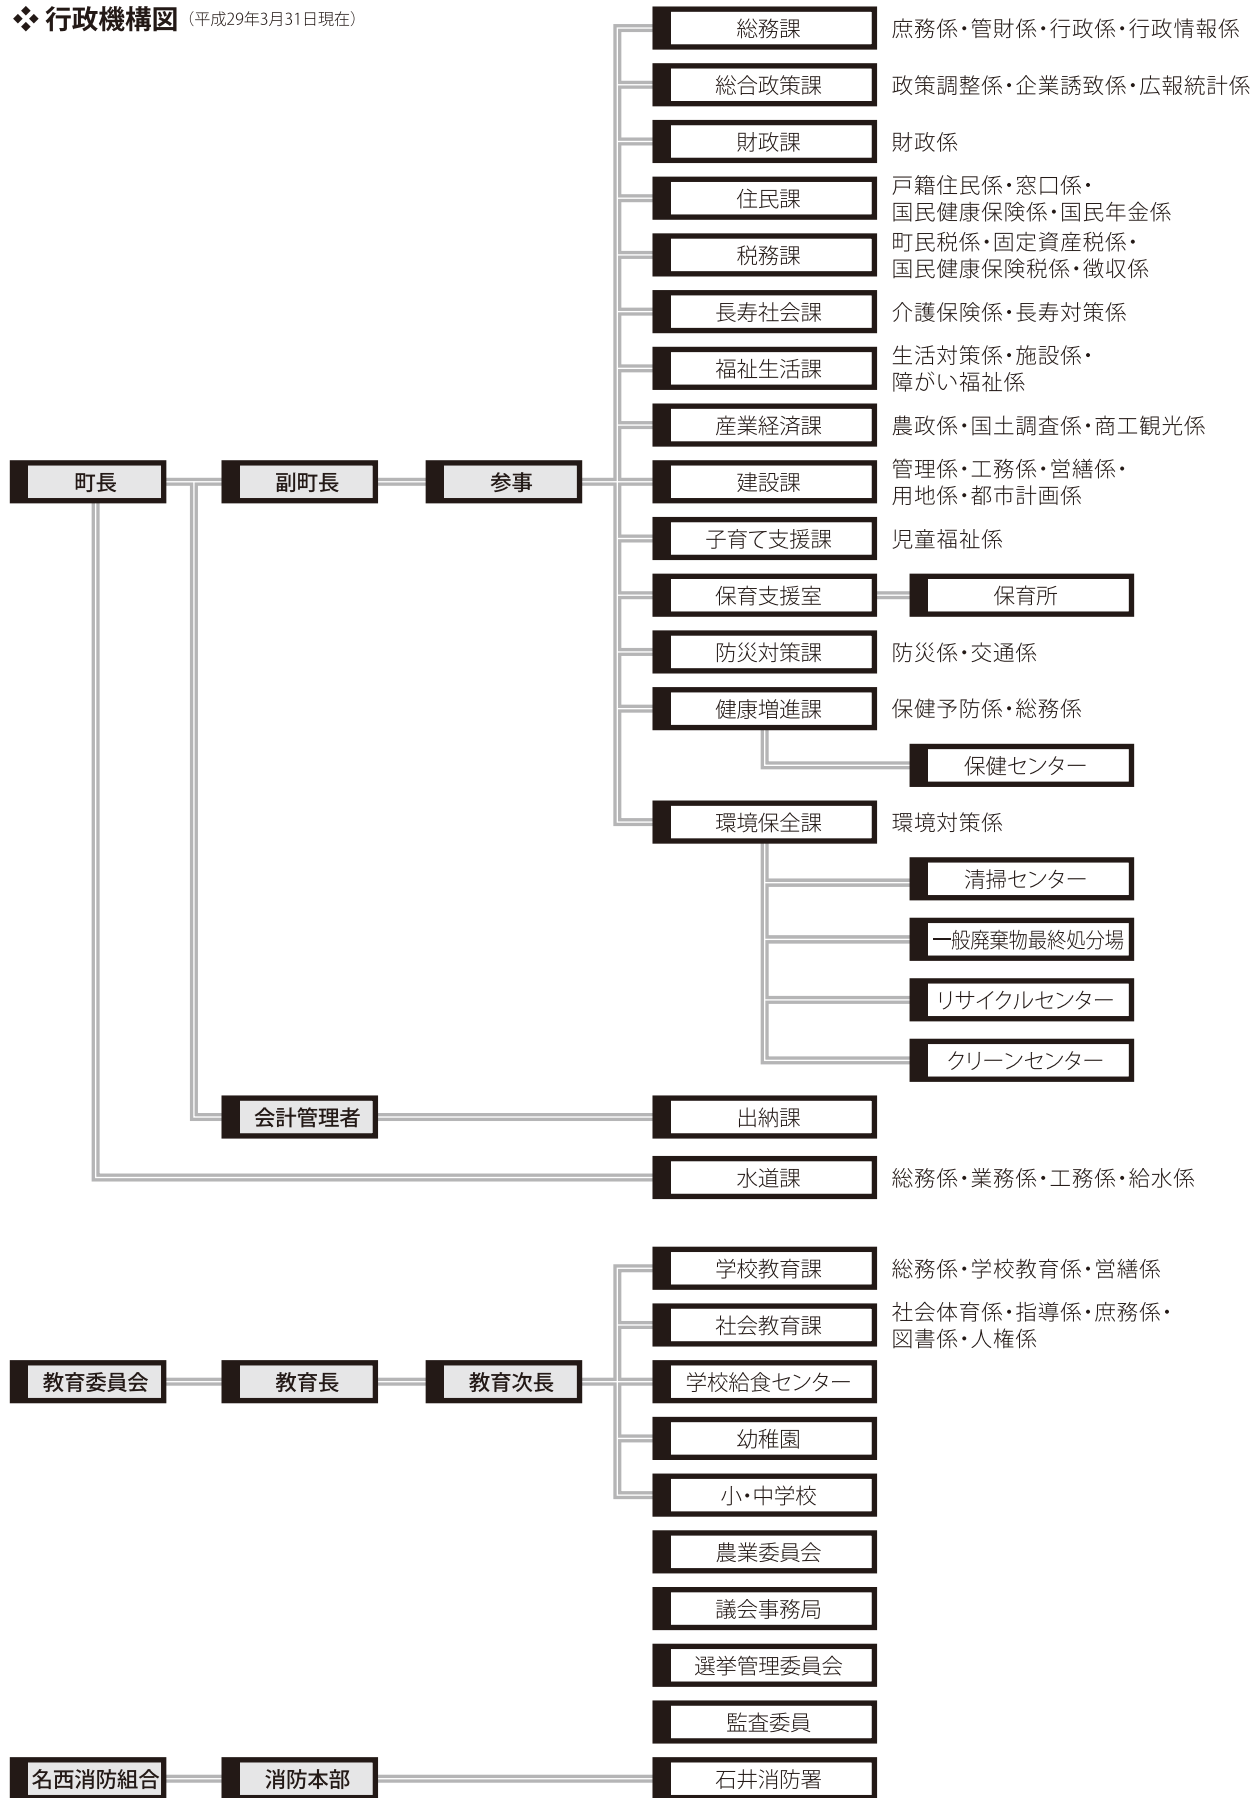 行政機構図（平成29年3月31日現在）
総務課 庶務係・管財係・行政係・行政情報係
総合政策課 政策調整係・企業誘致係・広報統計係
財政課 財政係
住民課 戸籍住民係・窓口係・
国民健康保険係・国民年金係
税務課 町民税係・固定資産税係・
国民健康保険税係・徴収係
長寿社会課 介護保険係・長寿対策係
福祉生活課 生活対策係・施設係・
障がい福祉係
産業経済課 農政係・国土調査係・商工観光係
町長 副町長 参事 建設課 管理係・工務係・営繕係・
用地係・都市計画係
子育て支援課 児童福祉係
保育支援室 保育所
防災対策課 防災係・交通係
健康増進課 保健予防係・総務係
保健センター
環境保全課 環境対策係
清掃センター
一般廃棄物最終処分場
リサイクルセンター
クリーンセンター
会計管理者 出納課
水道課 総務係・業務係・工務係・給水係
学校教育課 総務係・学校教育係・営繕係
社会教育課 社会体育係・指導係・庶務係・
図書係・人権係
教育委員会 教育長 教育次長 学校給食センター
幼稚園
小・中学校
農業委員会
議会事務局
選挙管理委員会
監査委員
名西消防組合 消防本部 石井消防署